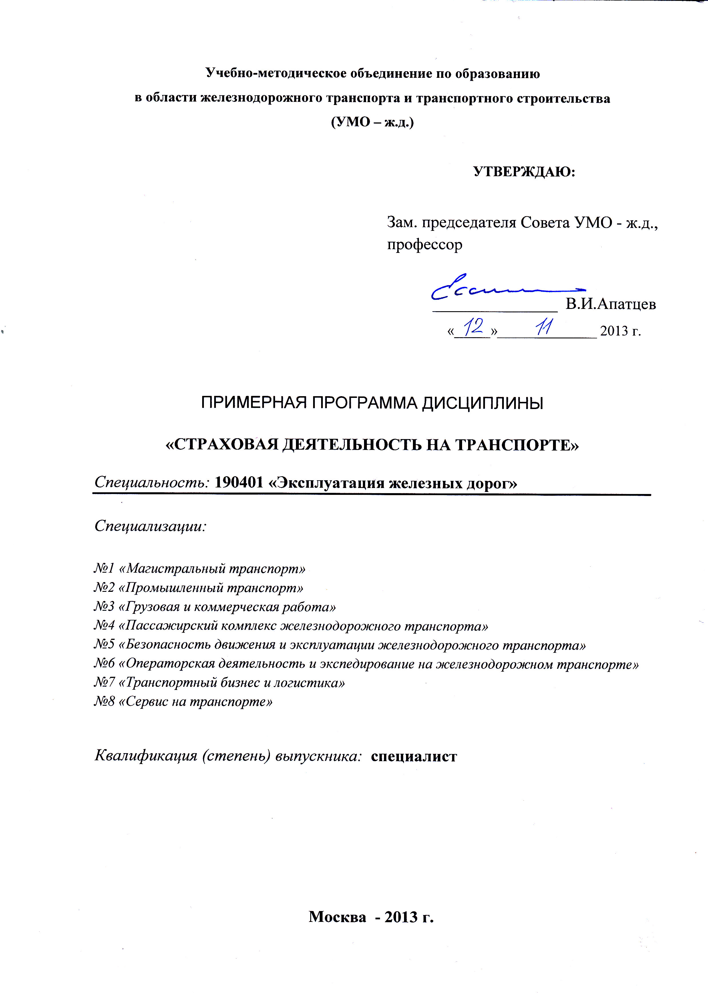 Учебно-методическое объединение по образованию
в области железнодорожного транспорта и транспортного строительства
(УМО – ж.д.)
УТВЕРЖДАЮ:
Зам. председателя Совета УМО - ж.д.,
профессор
В.И.Апатцев
«12» 11 2013 г.
ПРИМЕРНАЯ ПРОГРАММА ДИСЦИПЛИНЫ
«СТРАХОВАЯ ДЕЯТЕЛЬНОСТЬ НА ТРАНСПОРТЕ»
Специальность: 190401 «Эксплуатация железных дорог»
Специализации:
№1 «Магистральный транспорт»
№2 «Промышленный транспорт»
№3 «Грузовая и коммерческая работа»
№4 «Пассажирский комплекс железнодорожного транспорта»
№5 «Безопасность движения и эксплуатации железнодорожного транспорта»
№6 «Операторская деятельность и экспедирование на железнодорожном транспорте»
№7 «Транспортный бизнес и логистика»
№8 «Сервис на транспорте»
Квалификация (степень) выпускника: специалист
Москва - 2013 г.